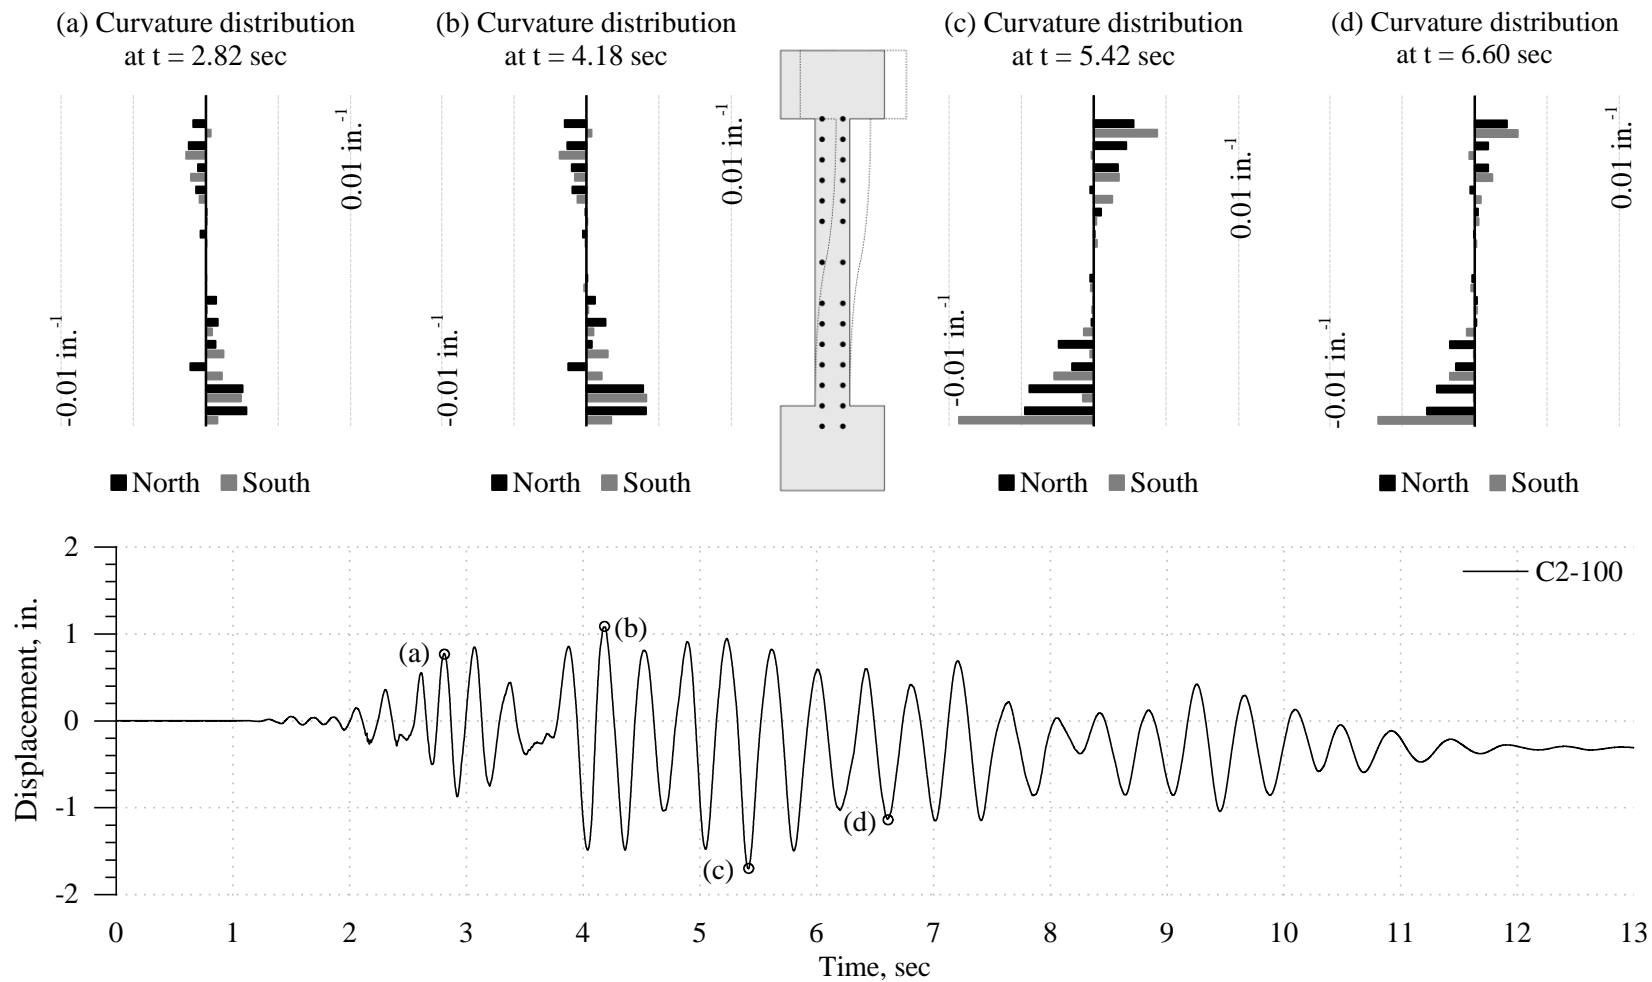 (a) Curvature distribution
at t = 2.82 sec
(b) Curvature distribution
at t = 4.18 sec
(c) Curvature distribution
at t = 5.42 sec
(d) Curvature distribution
at t = 6.60 sec
-0.01 in.-1
0.01 in.-1
-0.01 in.-1
0.01 in.-1
-0.01 in.-1
0.01 in.-1
-0.01 in.-1
0.01 in.-1
North South
North South
North South
North South
Displacement, in.
2
1
0
-1
-2
C2-100
(a)
(b)
(c)
(d)
0 1 2 3 4 5 6 7 8 9 10 11 12 13
Time, sec